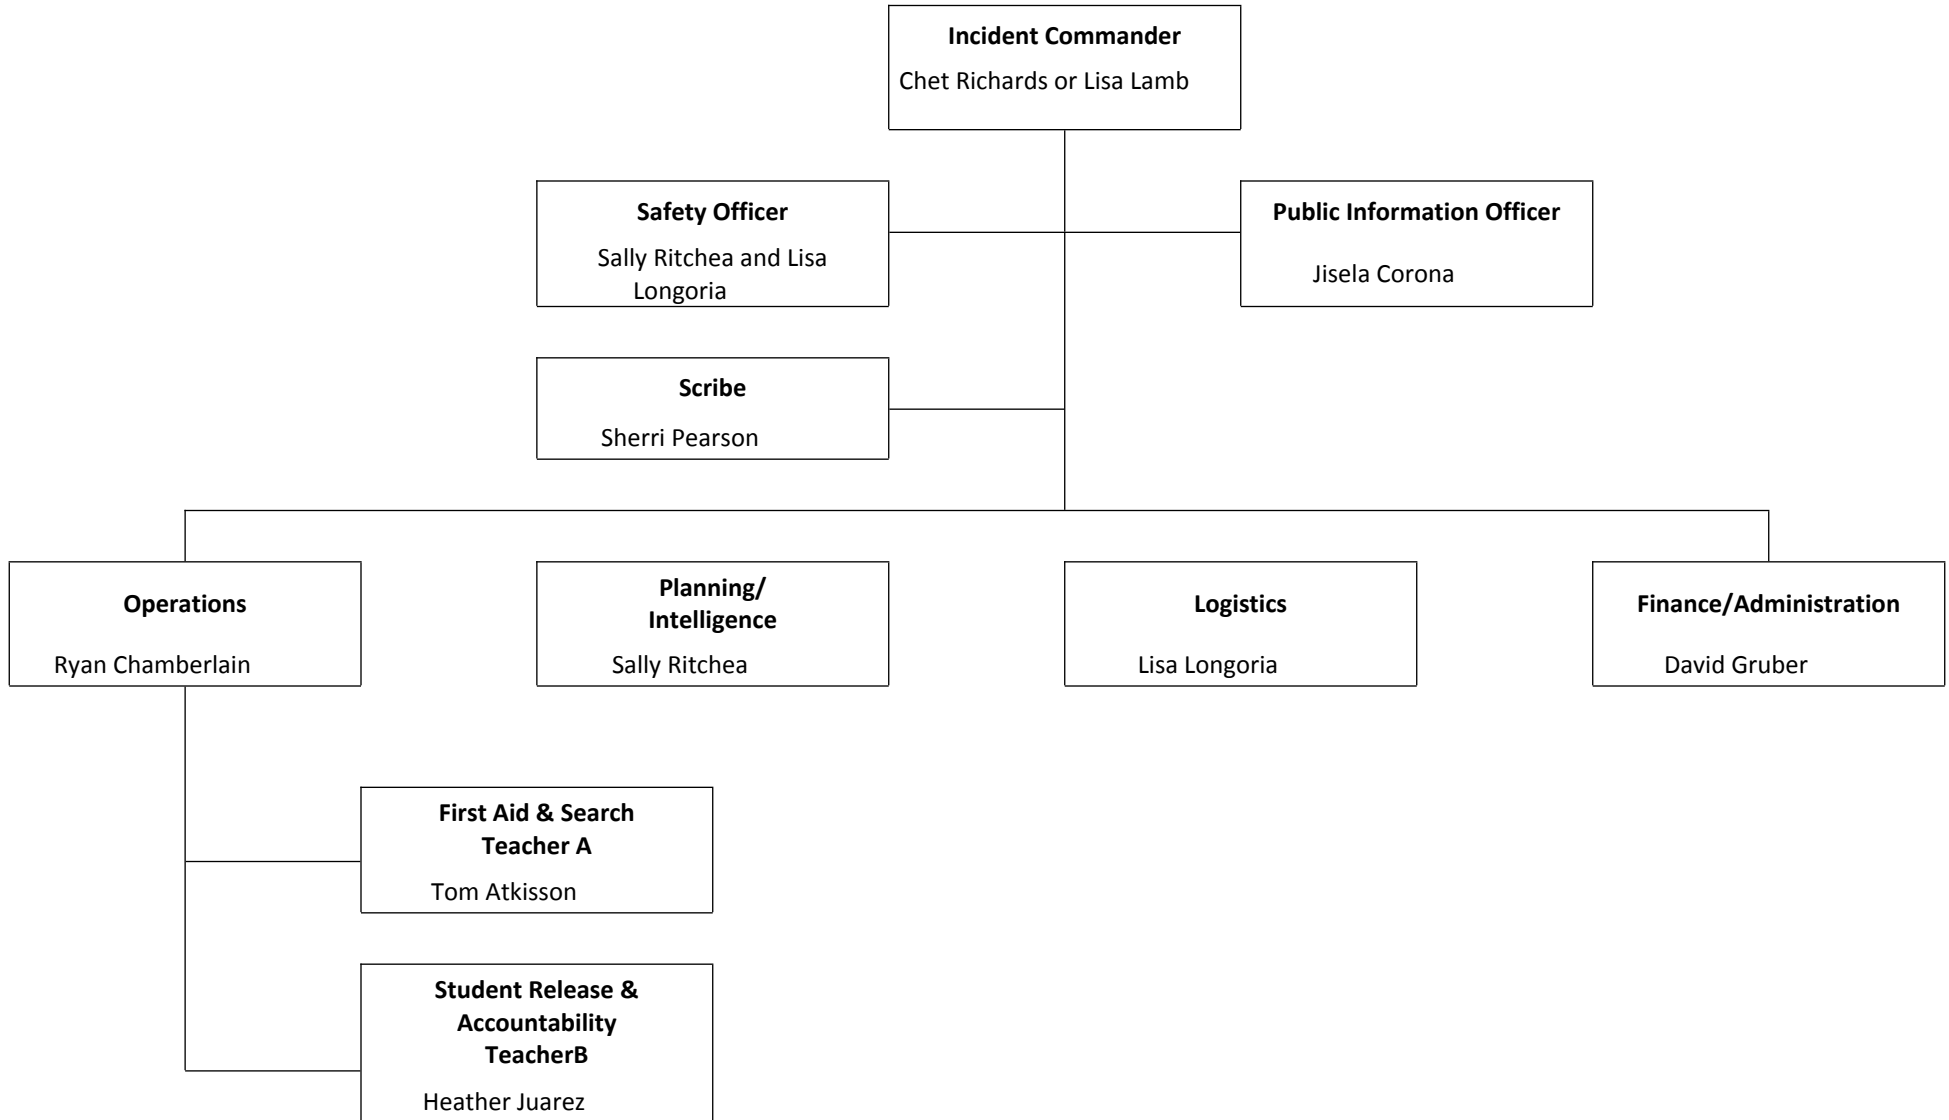 Incident Commander
Chet Richards or Lisa Lamb
Safety Officer
Sally Ritchea and Lisa
Longoria
Public Information Officer
Jisela Corona
Scribe
Sherri Pearson
Operations
Ryan Chamberlain
Planning/
Intelligence
Sally Ritchea
Logistics
Lisa Longoria
Finance/Administration
David Gruber
First Aid & Search
Teacher A
Tom Atkisson
Student Release &
Accountability
TeacherB
Heather Juarez